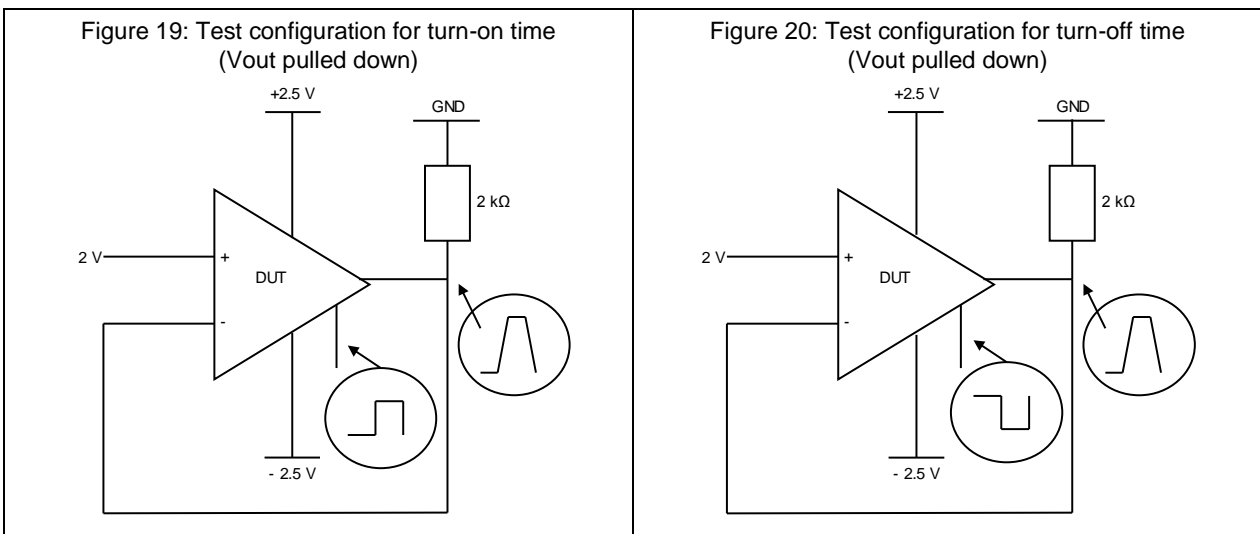 Figure 19: Test configuration for turn-on time
(Vout pulled down)
+2.5 V
GND
2 kΩ
2 V
+
DUT
-
- 2.5 V
Figure 20: Test configuration for turn-off time
(Vout pulled down)
+2.5 V
GND
2 kΩ
2 V
+
DUT
-
- 2.5 V